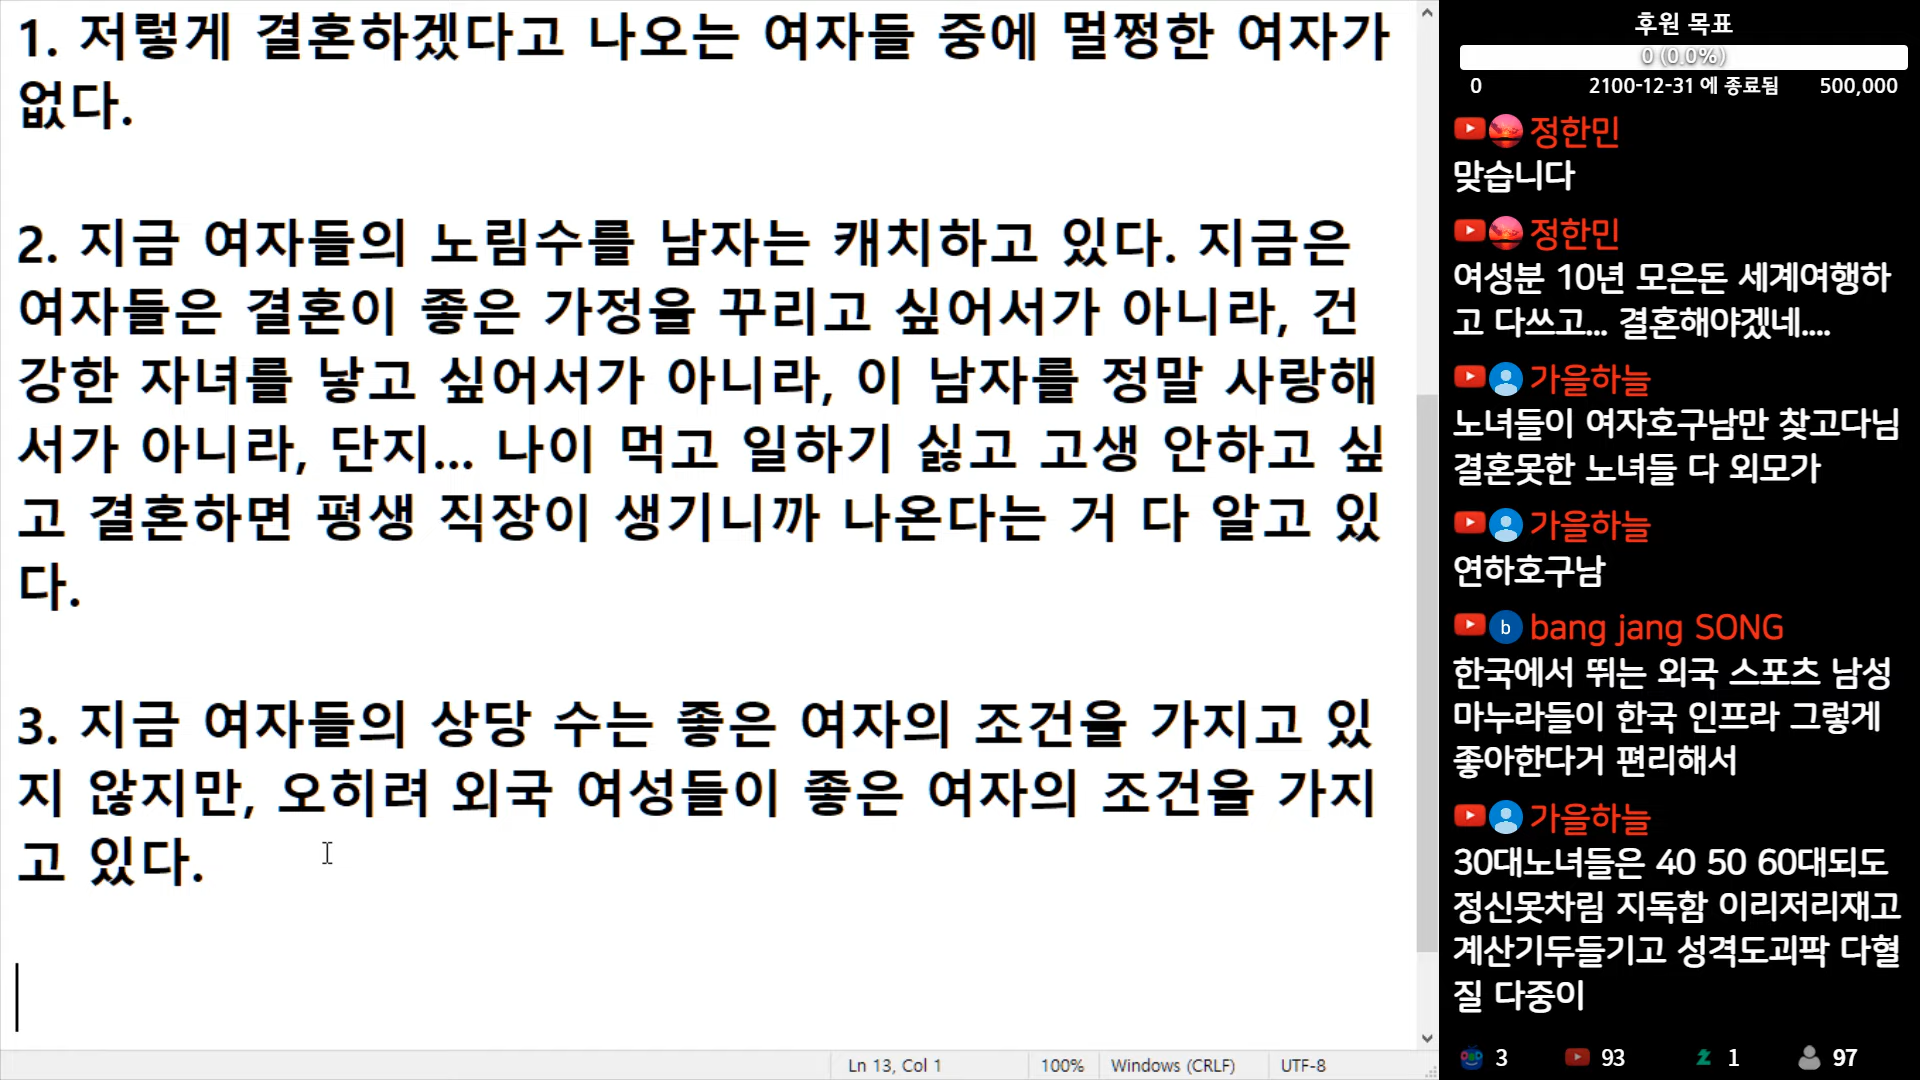 1. 저렇게 결혼하겠다고 나오는 여자들 중에 멀쩡한 여자가
없다.
2. 지금 여자들의 노림수를 남자는 캐치하고 있다. 지금은
여자들은 결혼이 좋은 가정을 꾸리고 싶어서가 아니라, 건
강한 자녀를 낳고 싶어서가 아니라, 이 남자를 정말 사랑해
서가 아니라, 단지... 나이 먹고 일하기 싫고 고생 안하고 싶
고 결혼하면 평생 직장이 생기니까 나온다는 거 다 알고 있
다.
3. 지금 여자들의 상당 수는 좋은 여자의 조건을 가지고 있
지 않지만, 오히려 외국 여성들이 좋은 여자의 조건을 가지
고 있다.
Ln 13, Col 1
100%
Windows (CRLF)
UTF-8
후원 목표
0 (0.0%)
0 2100-12-31 에 종료됨 500,000
정한민
맞습니다
정한민
여성분 10년 모은돈 세계여행하
고 다쓰고... 결혼해야겠네....
가을하늘
노녀들이 여자호구남만 찾고다님
결혼못한 노녀들 다 외모가
가을하늘
연하호구남
b bang jang SONG
한국에서 뛰는 외국 스포츠 남성
마누라들이 한국 인프라 그렇게
좋아한다거 편리해서
가을하늘
30대노녀들은 40 50 60대되도
정신못차림 지독함 이리저리재고
계산기두들기고 성격도괴팍 다혈
질 다중이
3 93 1 97